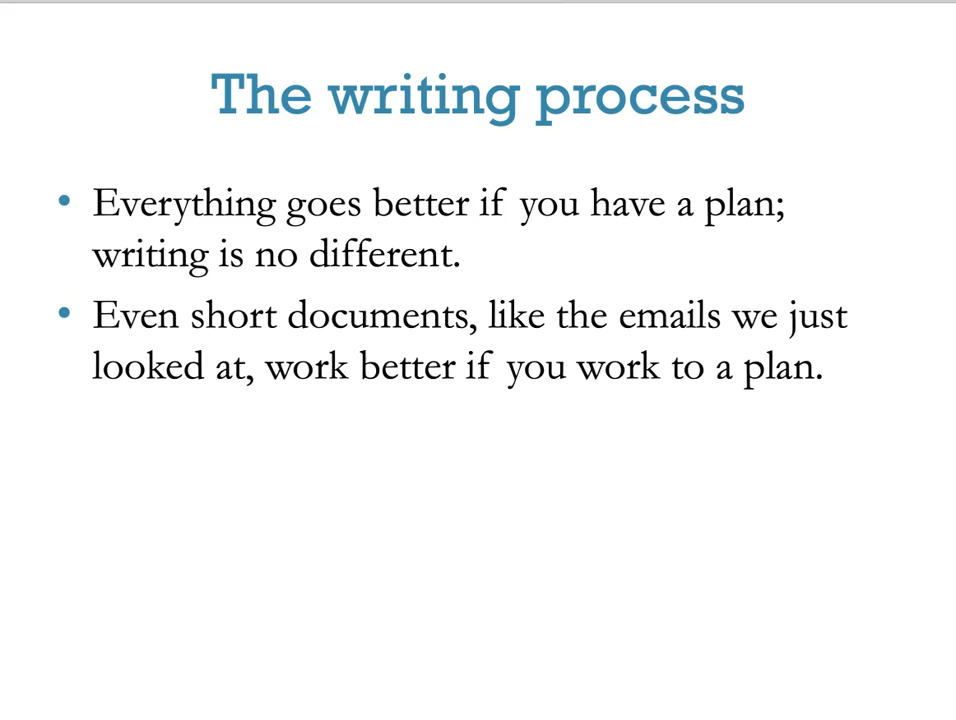 The writing process
• Everything goes better if you have a plan;
writing is no different.
• Even short documents, like the emails we just
looked at, work better if you work to a plan.